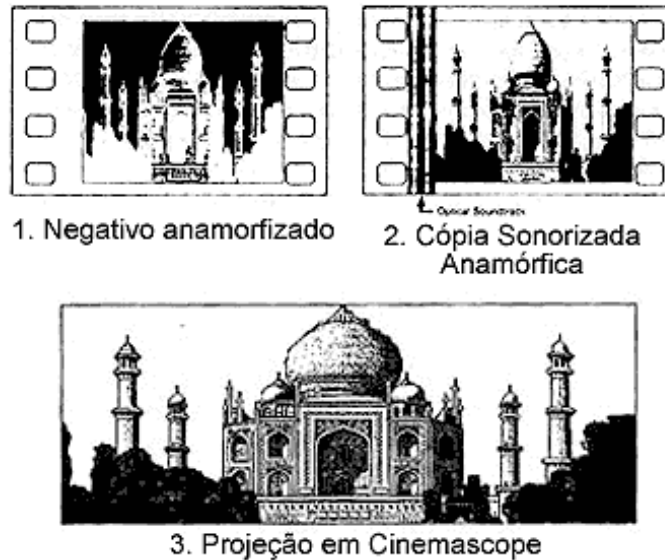 1. Negativo anamorfizado
Optical Soundtrack
2. Cópia Sonorizada
Anamórfica
3. Projeção em Cinemascope